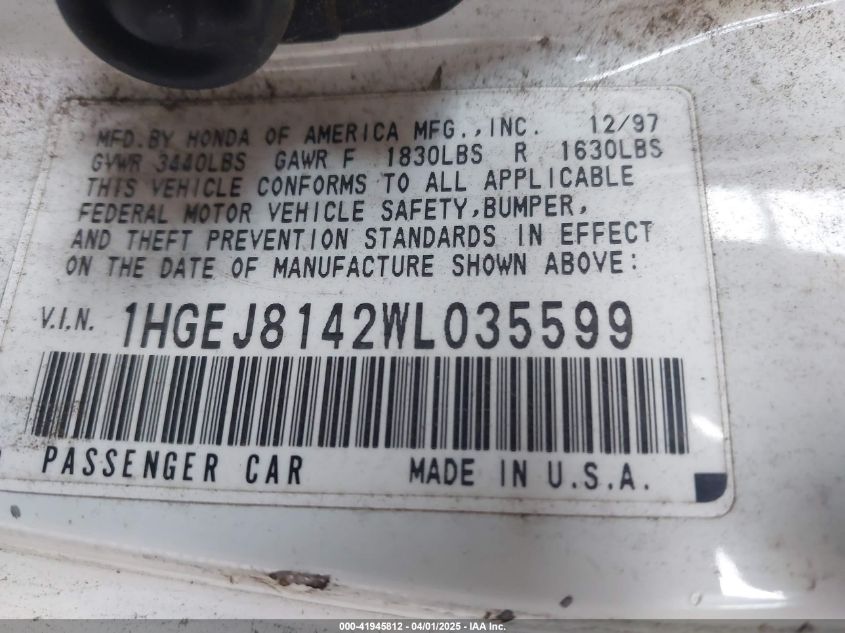 MFD.BY HONDA OF AMERICA MFG.,INC. 12/97
GVWR 3440LBS GAWR F 1830LBS R 1630LBS
THIS VEHICLE CONFORMS TO ALL APPLICABLE
FEDERAL MOTOR VEHICLE SAFETY,BUMPER,
AND THEFT PREVENTION STANDARDS IN EFFECT
ON THE DATE OF MANUFACTURE SHOWN ABOVE:
V.I.N. 1HGEJ8142WL035599
PASSENGER CAR MADE IN U.S.A.
000-41945812 - 04/01/2025 - IAA, Inc.